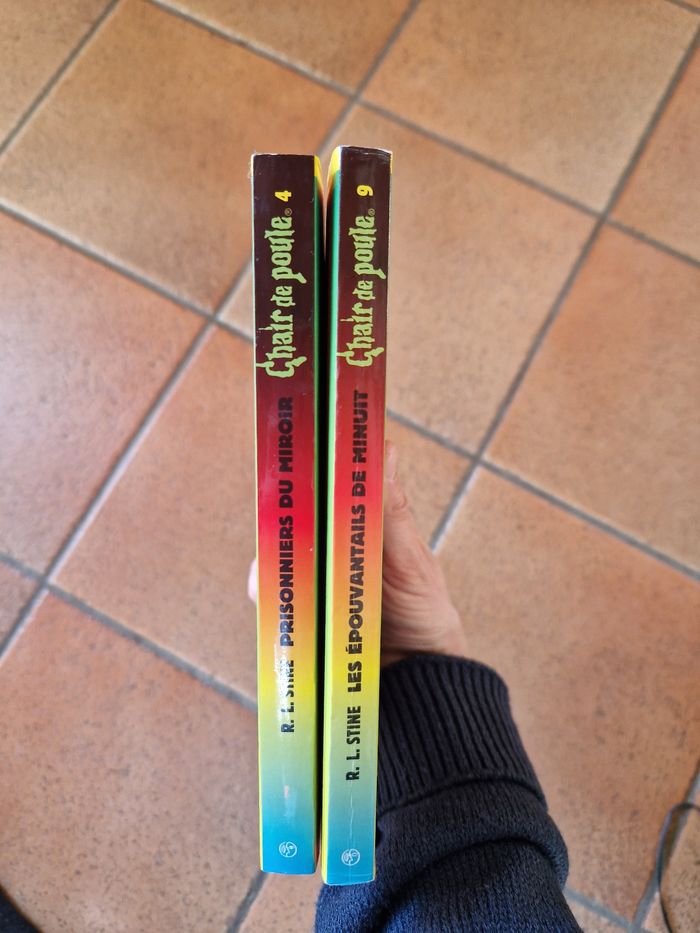 R. L. STINE PRISONNIERS DU MIROIR Chair de poule® 4
R. L. STINE LES ÉPOUVANTAILS DE MINUIT Chair de poule® 9